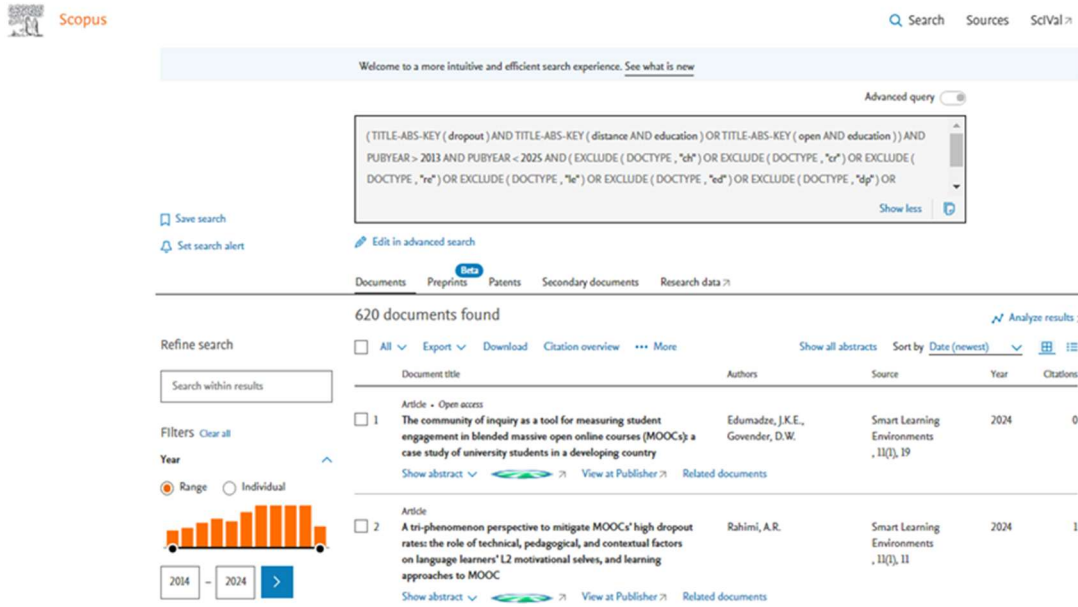 Scopus
Search Sources SciVal
Welcome to a more intuitive and efficient search experience. See what is new
Advanced query
( TITLE-ABS-KEY ( dropout ) AND TITLE-ABS-KEY ( distance AND education ) OR TITLE-ABS-KEY ( open AND education ) ) AND
PUBYEAR > 2013 AND PUBYEAR < 2025 AND ( EXCLUDE ( DOCTYPE , "ch" ) OR EXCLUDE ( DOCTYPE , "cr" ) OR EXCLUDE (
DOCTYPE , "re" ) OR EXCLUDE ( DOCTYPE , "le" ) OR EXCLUDE ( DOCTYPE , "ed" ) OR EXCLUDE ( DOCTYPE , "dp" ) OR
Show less
Save search
Set search alert
Edit in advanced search
Beta
Documents Preprints Patents Secondary documents Research data
620 documents found
Analyze results
Refine search
All Export Download Citation overview ... More Show all abstracts Sort by Date (newest)
Document title Authors Source Year Citations
Search within results
Filters Clear all
Year
Range Individual
2014 – 2024
Article • Open access
1 The community of inquiry as a tool for measuring student Edumadze, J.K.E., Smart Learning 2024 0
engagement in blended massive open online courses (MOOCs): a Govender, D.W. Environments
case study of university students in a developing country , 11(1), 19
Show abstract View at Publisher Related documents
Article
2 A tri-phenomenon perspective to mitigate MOOCs' high dropout Rahimi, A.R. Smart Learning 2024 1
rates: the role of technical, pedagogical, and contextual factors Environments
on language learners' L2 motivational selves, and learning , 11(1), 11
approaches to MOOC
Show abstract View at Publisher Related documents